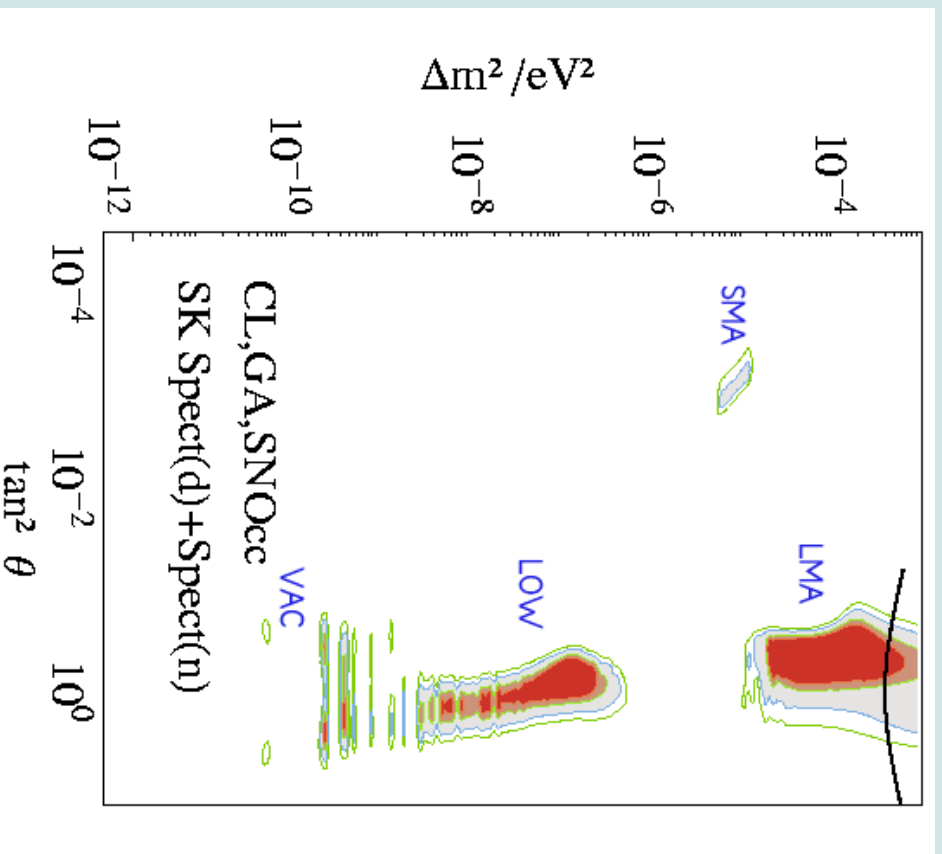 Δm² /eV²
10⁻⁴
10⁻⁶
10⁻⁸
10⁻¹⁰
10⁻¹²
LMA
SMA
LOW
VAC
CL,GA,SNOcc
SK Spect(d)+Spect(n)
10⁻⁴ 10⁻² 10⁰
tan² θ